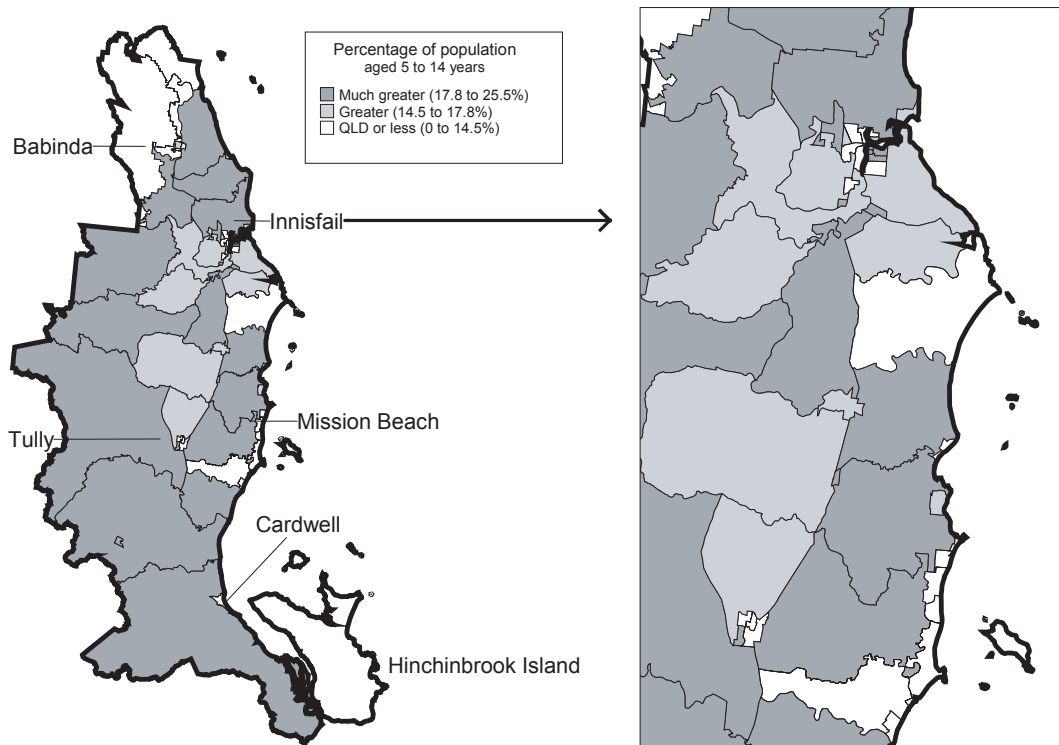 Percentage of population
aged 5 to 14 years
Much greater (17.8 to 25.5%)
Greater (14.5 to 17.8%)
QLD or less (0 to 14.5%)
Babinda
Innisfail
Mission Beach
Tully
Cardwell
Hinchinbrook Island